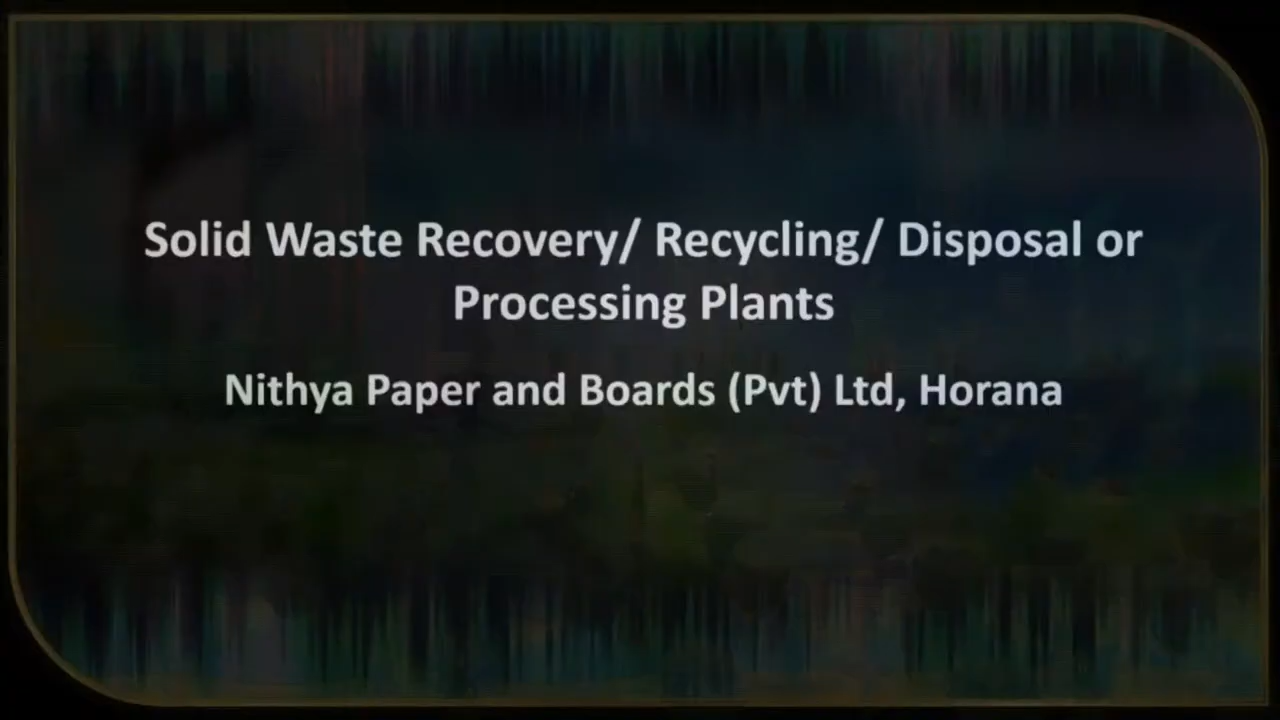 Solid Waste Recovery/ Recycling/ Disposal or
Processing Plants
Nithya Paper and Boards (Pvt) Ltd, Horana